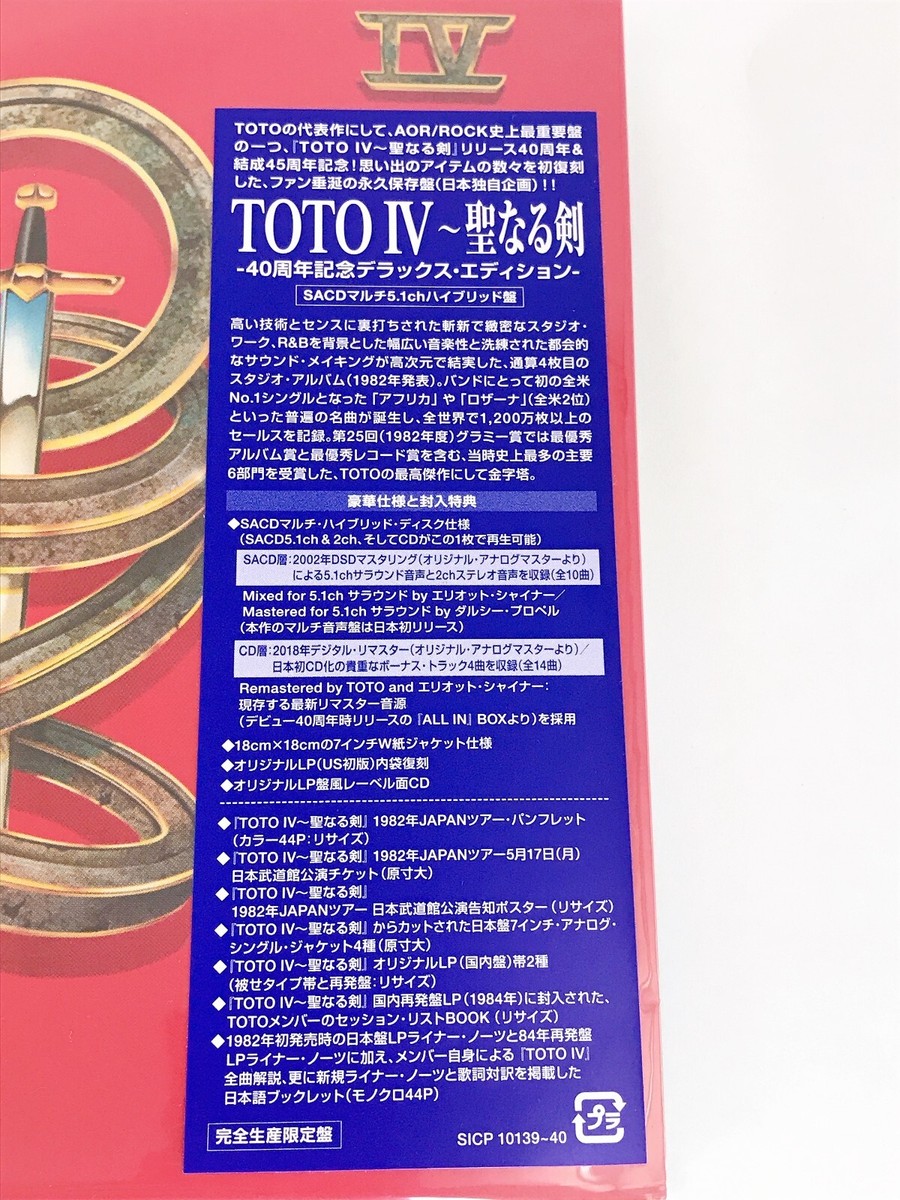 IV
TOTOの代表作にして、AOR/ROCK史上最重要盤
の一つ、『TOTO IV～聖なる剣』リリース40周年&
結成45周年記念！思い出のアイテムの数々を初復刻
した、ファン垂涎の永久保存盤（日本独自企画）！！
TOTO IV ～聖なる剣
-40周年記念デラックス・エディション-
SACDマルチ5.1chハイブリッド盤
高い技術とセンスに裏打ちされた斬新で緻密なスタジオ・
ワーク、R&Bを背景とした幅広い音楽性と洗練された都会的
なサウンド・メイキングが高次元で結実した、通算4枚目の
スタジオ・アルバム（1982年発表）。バンドにとって初の全米
No.1シングルとなった「アフリカ」や「ロザーナ」（全米2位）
といった普遍の名曲が誕生し、全世界で1,200万枚以上の
セールスを記録。第25回（1982年度）グラミー賞では最優秀
アルバム賞と最優秀レコード賞を含む、当時史上最多の主要
6部門を受賞した、TOTOの最高傑作にして金字塔。
豪華仕様と封入特典
◆SACDマルチ・ハイブリッド・ディスク仕様
（SACD5.1ch & 2ch、そしてCDがこの1枚で再生可能）
SACD層：2002年DSDマスタリング（オリジナル・アナログマスターより）
による5.1chサラウンド音声と2chステレオ音声を収録（全10曲）
Mixed for 5.1ch サラウンド by エリオット・シャイナー／
Mastered for 5.1ch サラウンド by ダルシー・プロペル
（本作のマルチ音声盤は日本初リリース）
CD層：2018年デジタル・リマスター（オリジナル・アナログマスターより）／
日本初CD化の貴重なボーナス・トラック4曲を収録（全14曲）
Remastered by TOTO and エリオット・シャイナー：
現存する最新リマスター音源
（デビュー40周年時リリースの『ALL IN』BOXより）を採用
◆18cm×18cmの7インチW紙ジャケット仕様
◆オリジナルLP（US初版）内袋復刻
◆オリジナルLP盤風レーベル面CD
◆『TOTO IV～聖なる剣』1982年JAPANツアー・パンフレット
（カラー44P：リサイズ）
◆『TOTO IV～聖なる剣』1982年JAPANツアー5月17日（月）
日本武道館公演チケット（原寸大）
◆『TOTO IV～聖なる剣』
1982年JAPANツアー 日本武道館公演告知ポスター（リサイズ）
◆『TOTO IV～聖なる剣』からカットされた日本盤7インチ・アナログ・
シングル・ジャケット4種（原寸大）
◆『TOTO IV～聖なる剣』オリジナルLP（国内盤）帯2種
（被せタイプ帯と再発盤：リサイズ）
◆『TOTO IV～聖なる剣』国内再発盤LP（1984年）に封入された、
TOTOメンバーのセッション・リストBOOK（リサイズ）
◆1982年初発売時の日本盤LPライナー・ノーツと84年再発盤
LPライナー・ノーツに加え、メンバー自身による『TOTO IV』
全曲解説、更に新規ライナー・ノーツと歌詞対訳を掲載した
日本語ブックレット（モノクロ44P）
完全生産限定盤
SICP 10139~40
プラ